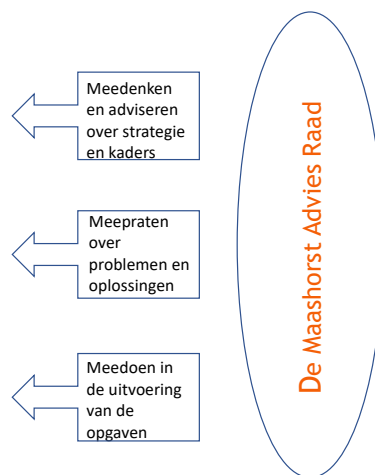 Meedenken
en adviseren
over strategie
en kaders
Meepraten
over
problemen en
oplossingen
Meedoen in
de uitvoering
van de
opgaven
De Maashorst Advies Raad